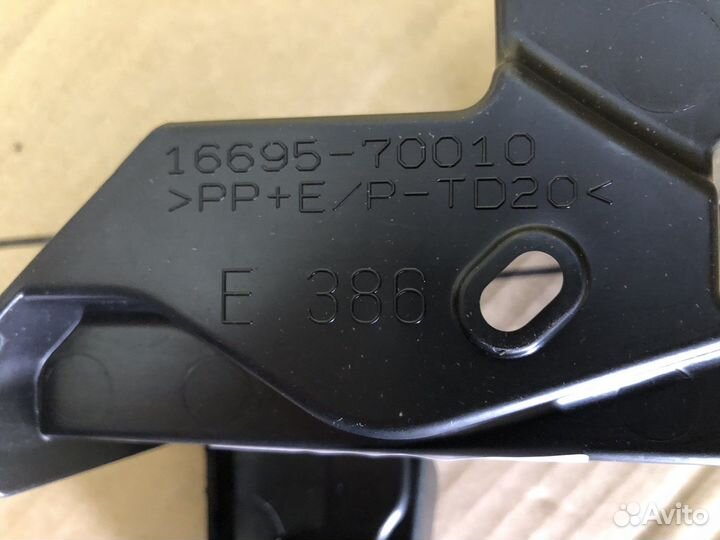 16695-70010
>PP+E/P-TD20<
E 386
Avito